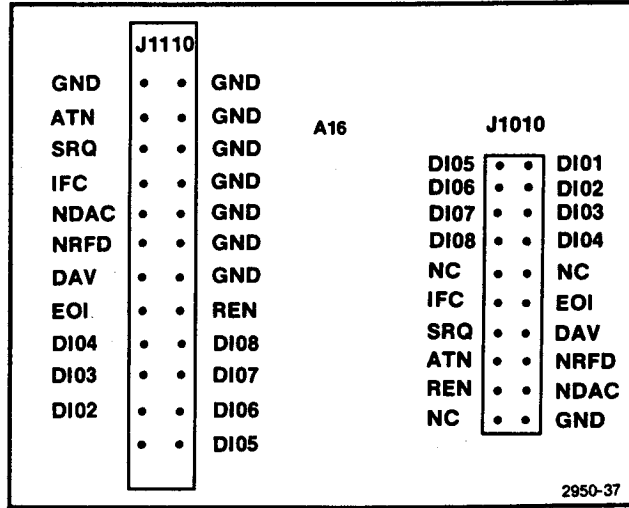 J1110
GND GND
ATN GND
SRQ GND
IFC GND
NDAC GND
NRFD GND
DAV GND
EOI REN
DI04 DI08
DI03 DI07
DI02 DI06
DI05
A16
J1010
DI05 DI01
DI06 DI02
DI07 DI03
DI08 DI04
NC NC
IFC EOI
SRQ DAV
ATN NRFD
REN NDAC
NC GND
2950-37